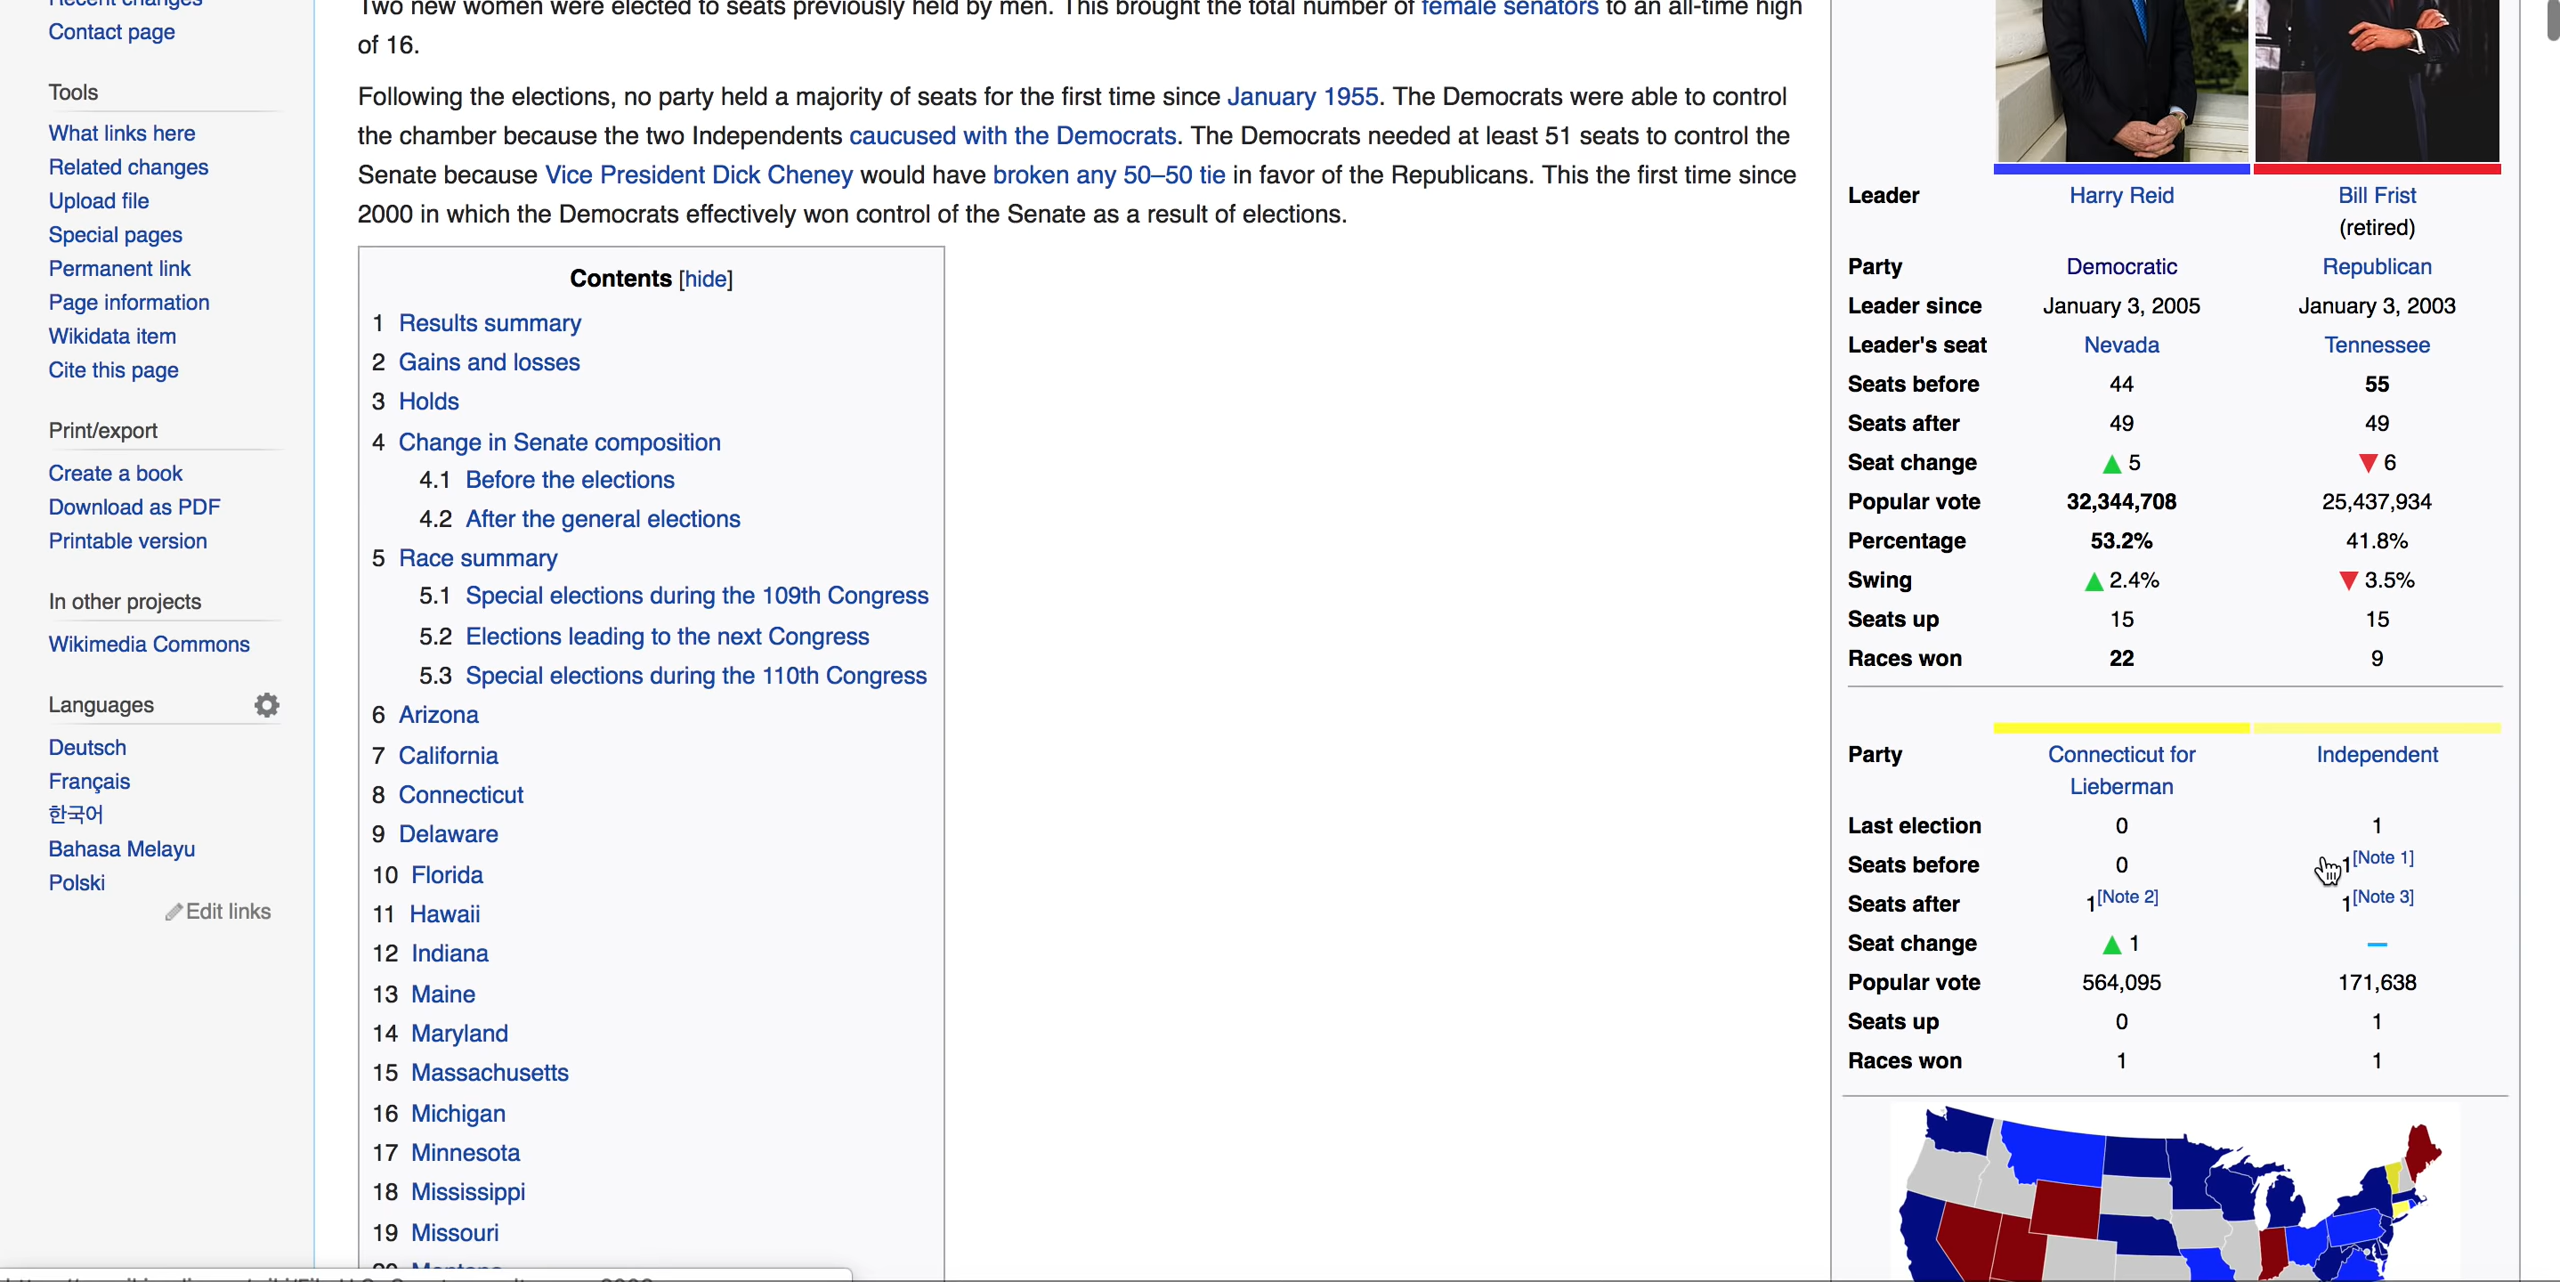 Recent changes
Contact page
Tools
What links here
Related changes
Upload file
Special pages
Permanent link
Page information
Wikidata item
Cite this page
Print/export
Create a book
Download as PDF
Printable version
In other projects
Wikimedia Commons
Languages
Deutsch
Français
한국어
Bahasa Melayu
Polski
Edit links
Two new women were elected to seats previously held by men. This brought the total number of female senators to an all-time high
of 16.
Following the elections, no party held a majority of seats for the first time since January 1955. The Democrats were able to control
the chamber because the two Independents caucused with the Democrats. The Democrats needed at least 51 seats to control the
Senate because Vice President Dick Cheney would have broken any 50–50 tie in favor of the Republicans. This the first time since
2000 in which the Democrats effectively won control of the Senate as a result of elections.
Contents [hide]
1 Results summary
2 Gains and losses
3 Holds
4 Change in Senate composition
4.1 Before the elections
4.2 After the general elections
5 Race summary
5.1 Special elections during the 109th Congress
5.2 Elections leading to the next Congress
5.3 Special elections during the 110th Congress
6 Arizona
7 California
8 Connecticut
9 Delaware
10 Florida
11 Hawaii
12 Indiana
13 Maine
14 Maryland
15 Massachusetts
16 Michigan
17 Minnesota
18 Mississippi
19 Missouri
Leader Harry Reid Bill Frist
(retired)
Party Democratic Republican
Leader since January 3, 2005 January 3, 2003
Leader's seat Nevada Tennessee
Seats before 44 55
Seats after 49 49
Seat change ▲ 5 ▼ 6
Popular vote 32,344,708 25,437,934
Percentage 53.2% 41.8%
Swing ▲ 2.4% ▼ 3.5%
Seats up 15 15
Races won 22 9
Party Connecticut for Independent
Lieberman
Last election 0 1
Seats before 0 1[Note 1]
Seats after 1[Note 2] 1[Note 3]
Seat change ▲ 1 –
Popular vote 564,095 171,638
Seats up 0 1
Races won 1 1